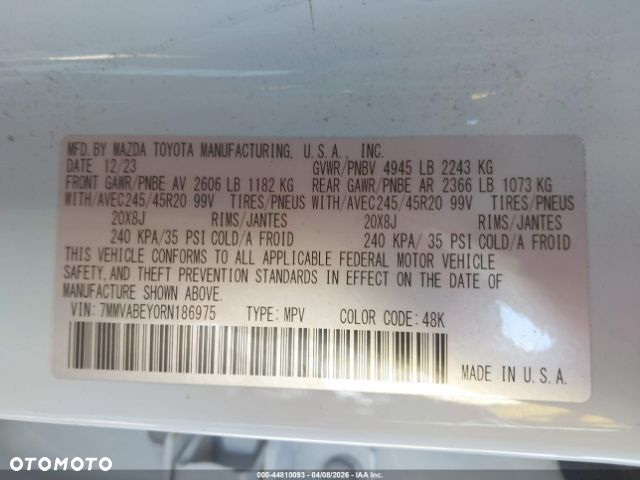 MFD. BY MAZDA TOYOTA MANUFACTURING, U.S.A., INC.
DATE 12/23 GVWR/PNBV 4945 LB 2243 KG
FRONT GAWR/PNBE AV 2606 LB 1182 KG REAR GAWR/PNBE AR 2366 LB 1073 KG
WITH/AVEC245/45R20 99V TIRES/PNEUS WITH/AVEC245/45R20 99V TIRES/PNEUS
20X8J RIMS/JANTES 20X8J RIMS/JANTES
240 KPA/35 PSI COLD/A FROID 240 KPA/ 35 PSI COLD/A FROID
THIS VEHICLE CONFORMS TO ALL APPLICABLE FEDERAL MOTOR VEHICLE
SAFETY, AND THEFT PREVENTION STANDARDS IN EFFECT ON THE DATE OF
MANUFACTURE SHOWN ABOVE.
VIN: 7MMVABEY0RN186975 TYPE: MPV COLOR CODE: 48K
MADE IN U.S.A.
OTOMOTO
000-44810093 - 04/08/2026 - IAA Inc.